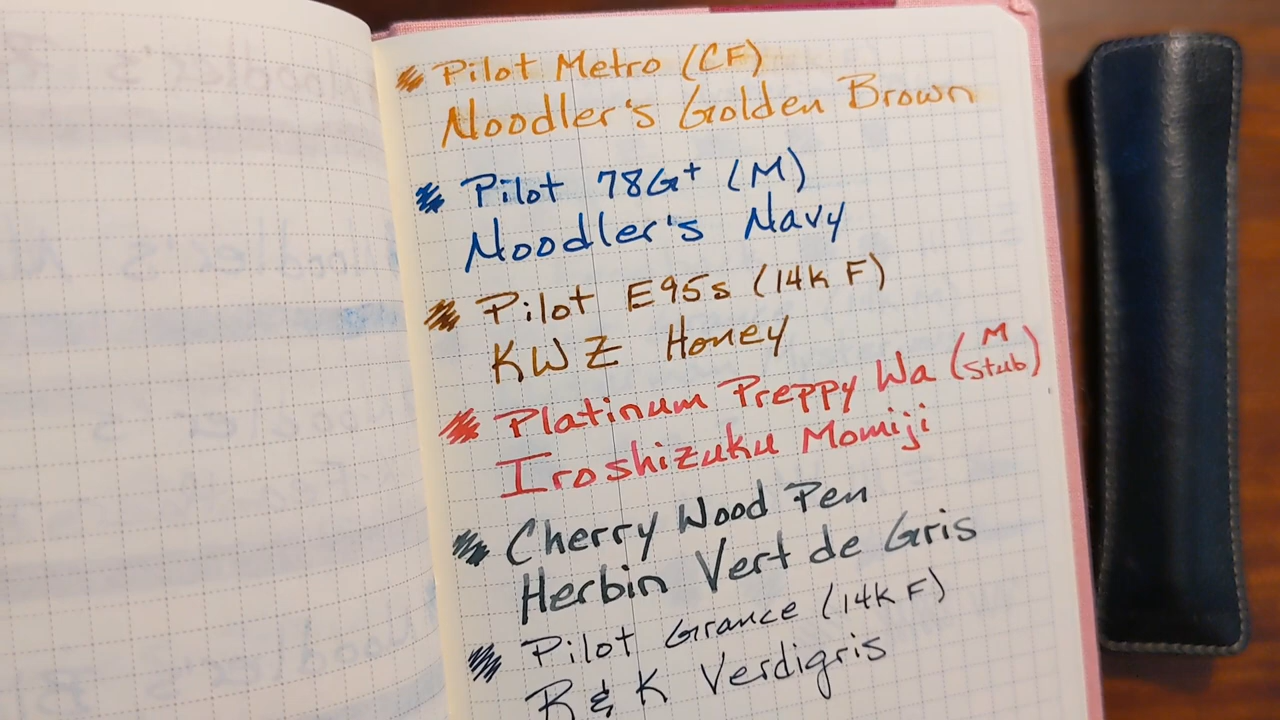 Pilot Metro (CF)
Noodler's Golden Brown
Pilot 78G+ (M)
Noodler's Navy
Pilot E95s (14K F)
KWZ Honey
Platinum Preppy Wa (M Stub)
Iroshizuku Momiji
Cherry Wood Pen
Herbin Vert de Gris
Pilot Grance (14K F)
R & K Verdigris